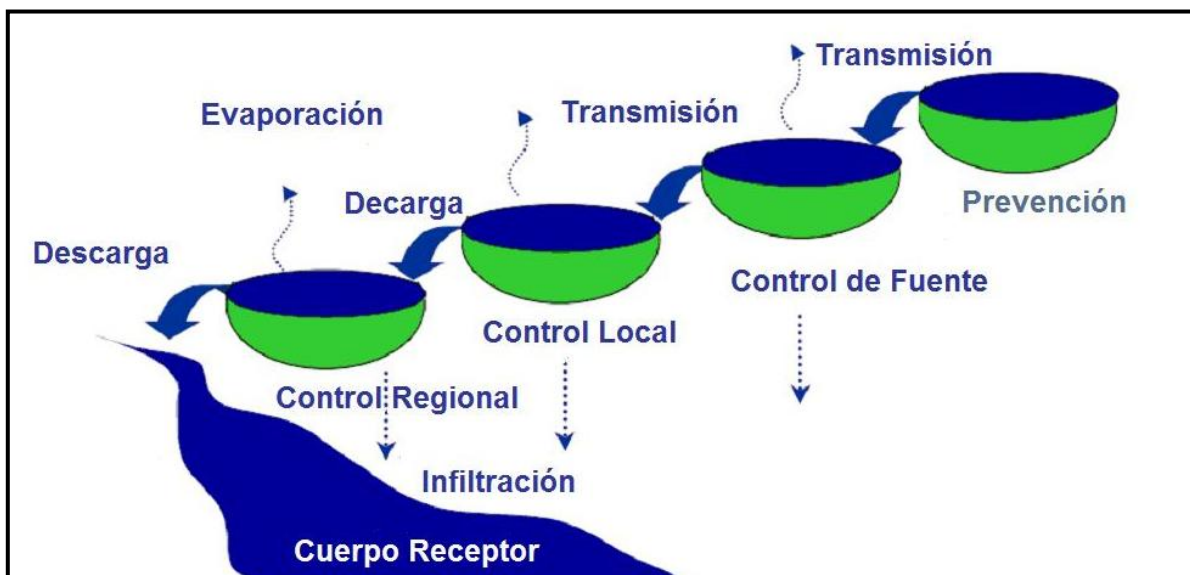 Transmisión
Evaporación
Transmisión
Prevención
Decarga
Descarga
Control de Fuente
Control Local
Control Regional
Infiltración
Cuerpo Receptor